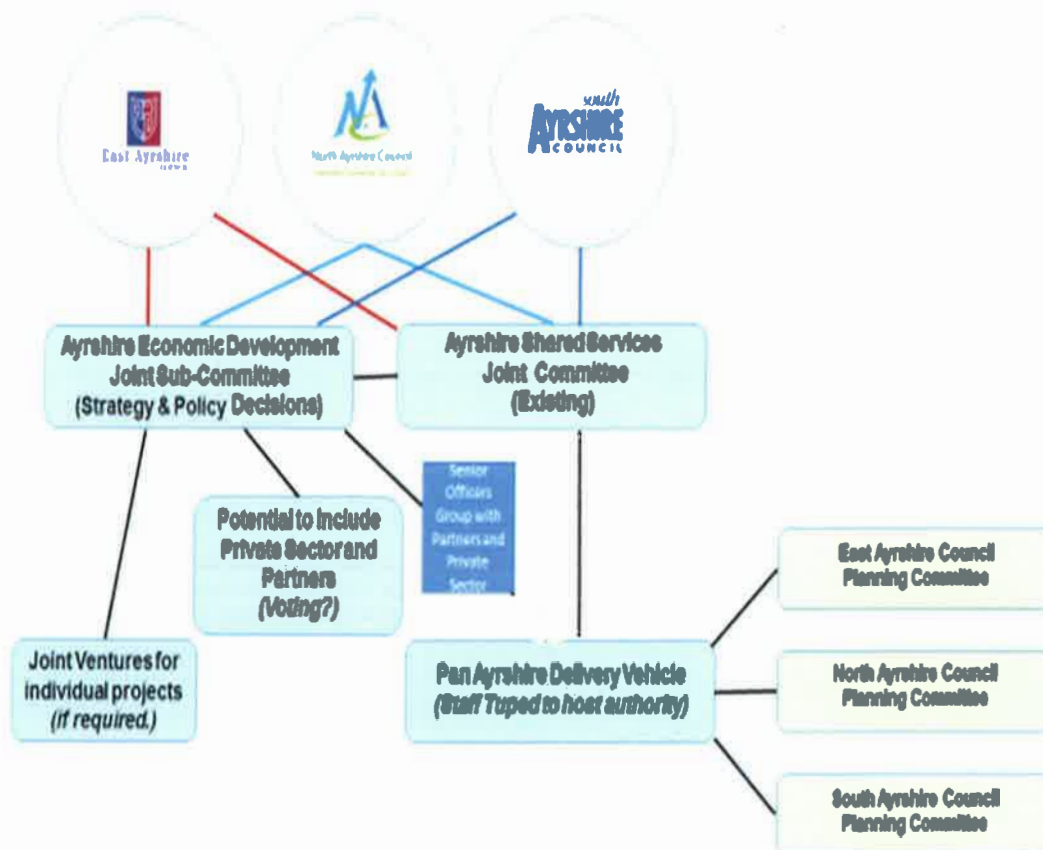 East Ayrshire
North Ayrshire Council
south
AYRSHIRE
COUNCIL
Ayrshire Economic Development
Joint Sub-Committee
(Strategy & Policy Decisions)
Ayrshire Shared Services
Joint Committee
(Existing)
Senior
Officers
Group with
Partners and
Private
Sector
Potential to Include
Private Sector and
Partners
(Voting?)
Joint Ventures for
individual projects
(if required.)
Pan Ayrshire Delivery Vehicle
(Staff Tuped to host authority)
East Ayrshire Council
Planning Committee
North Ayrshire Council
Planning Committee
South Ayrshire Council
Planning Committee